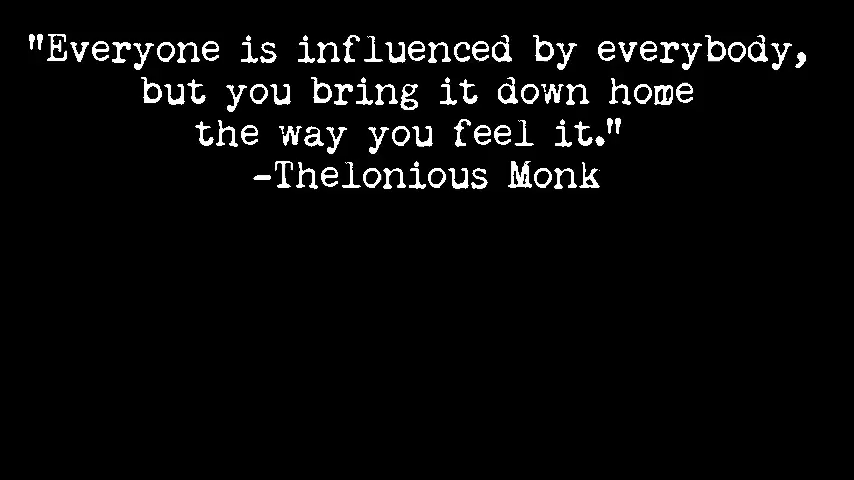 "Everyone is influenced by everybody,
but you bring it down home
the way you feel it."
-Thelonious Monk